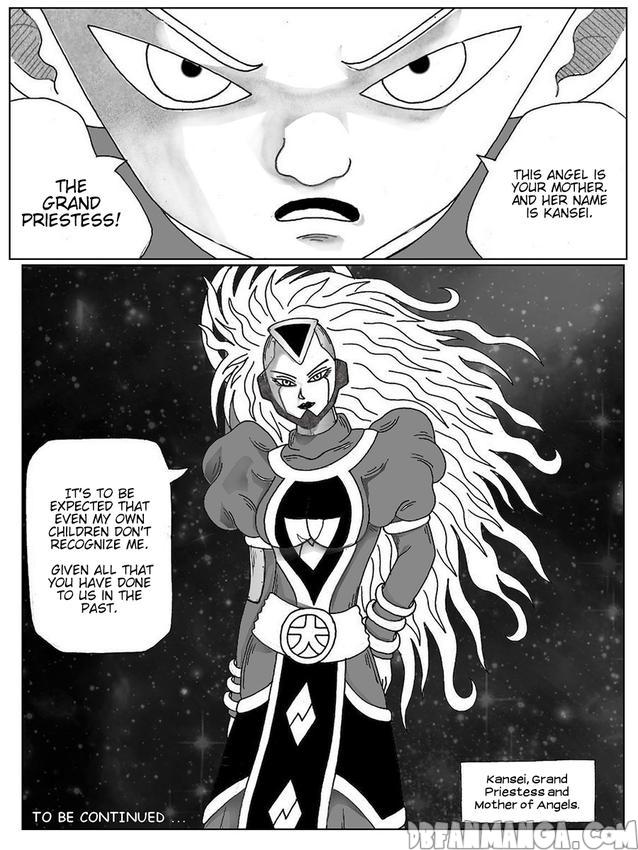 THE
GRAND
PRIESTESS!
THIS ANGEL IS
YOUR MOTHER.
AND HER NAME
IS KANSEI.
IT'S TO BE
EXPECTED THAT
EVEN MY OWN
CHILDREN DON'T
RECOGNIZE ME.
GIVEN ALL THAT
YOU HAVE DONE
TO US IN THE
PAST.
大
Kansei, Grand
Priestess and
Mother of Angels.
TO BE CONTINUED ...
DBFANMANGA.COM